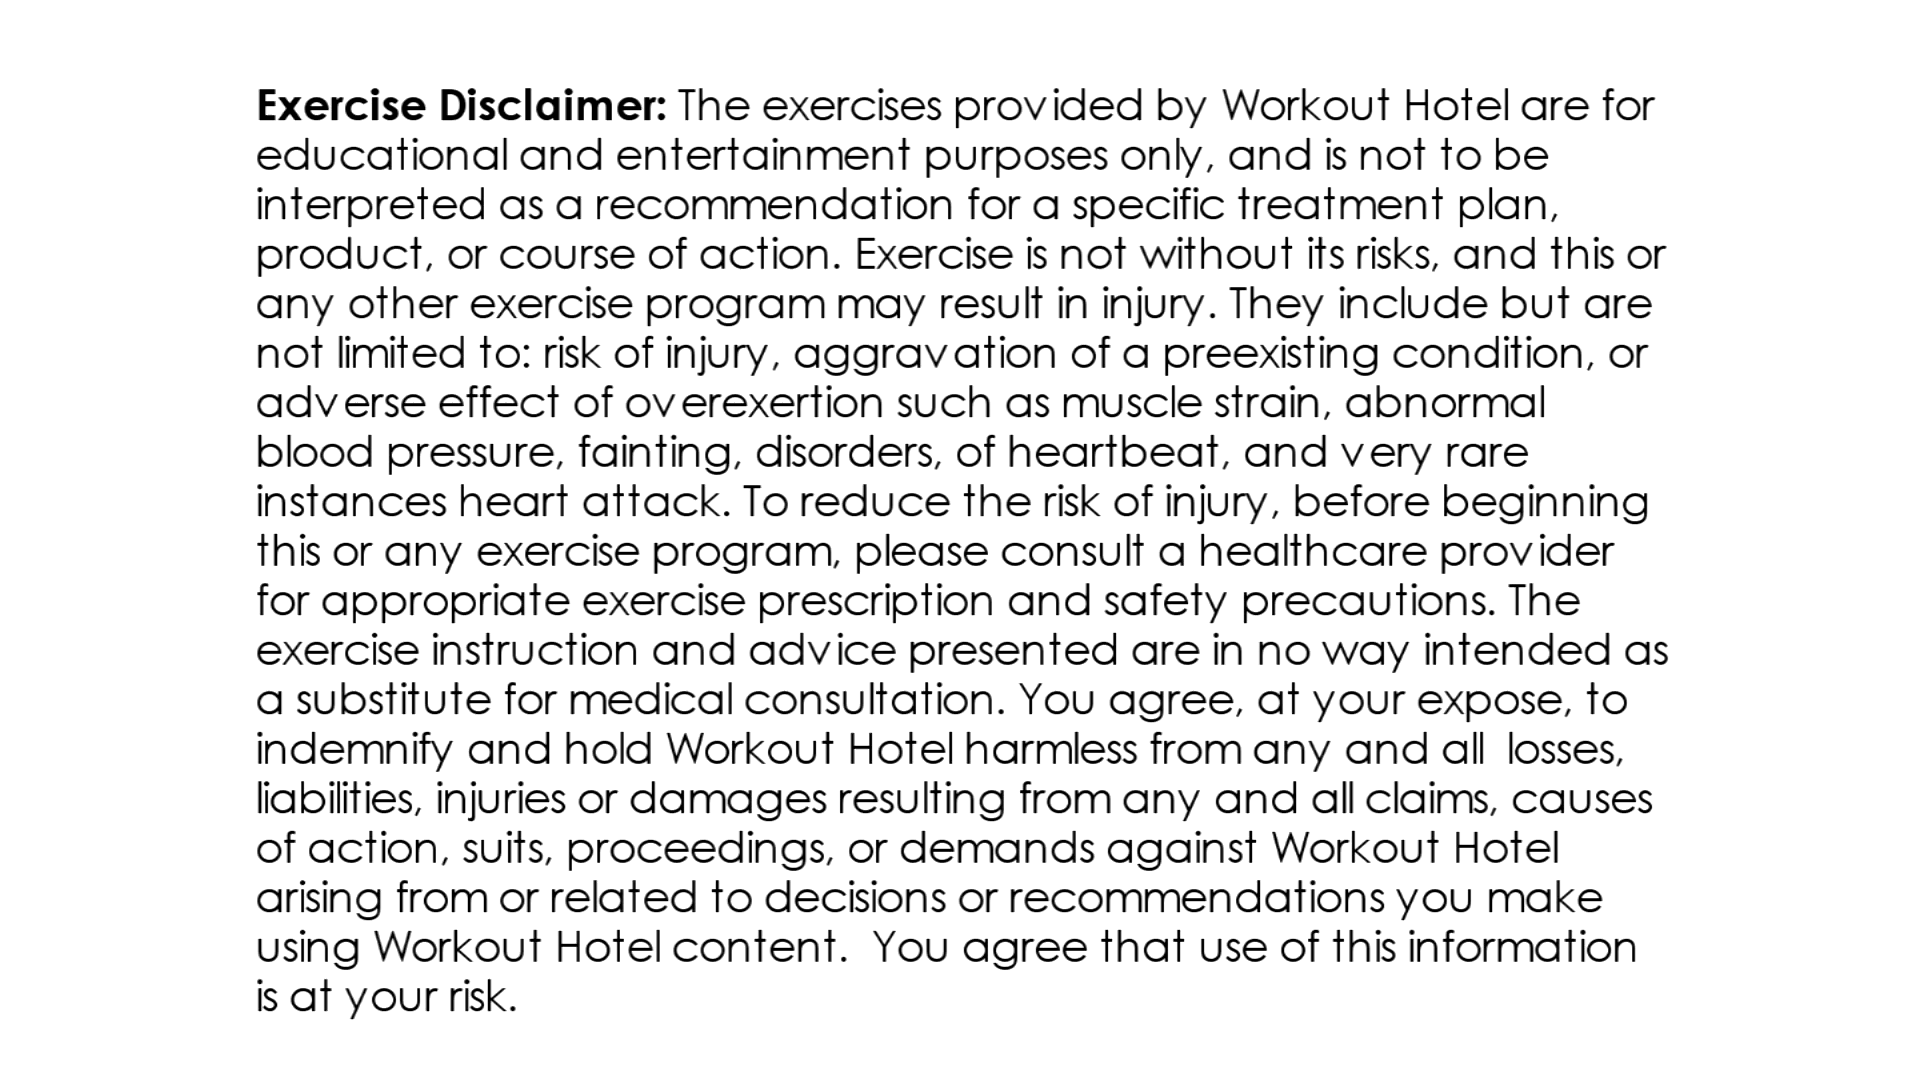 Exercise Disclaimer: The exercises provided by Workout Hotel are for
educational and entertainment purposes only, and is not to be
interpreted as a recommendation for a specific treatment plan,
product, or course of action. Exercise is not without its risks, and this or
any other exercise program may result in injury. They include but are
not limited to: risk of injury, aggravation of a preexisting condition, or
adverse effect of overexertion such as muscle strain, abnormal
blood pressure, fainting, disorders, of heartbeat, and very rare
instances heart attack. To reduce the risk of injury, before beginning
this or any exercise program, please consult a healthcare provider
for appropriate exercise prescription and safety precautions. The
exercise instruction and advice presented are in no way intended as
a substitute for medical consultation. You agree, at your expose, to
indemnify and hold Workout Hotel harmless from any and all  losses,
liabilities, injuries or damages resulting from any and all claims, causes
of action, suits, proceedings, or demands against Workout Hotel
arising from or related to decisions or recommendations you make
using Workout Hotel content.  You agree that use of this information
is at your risk.